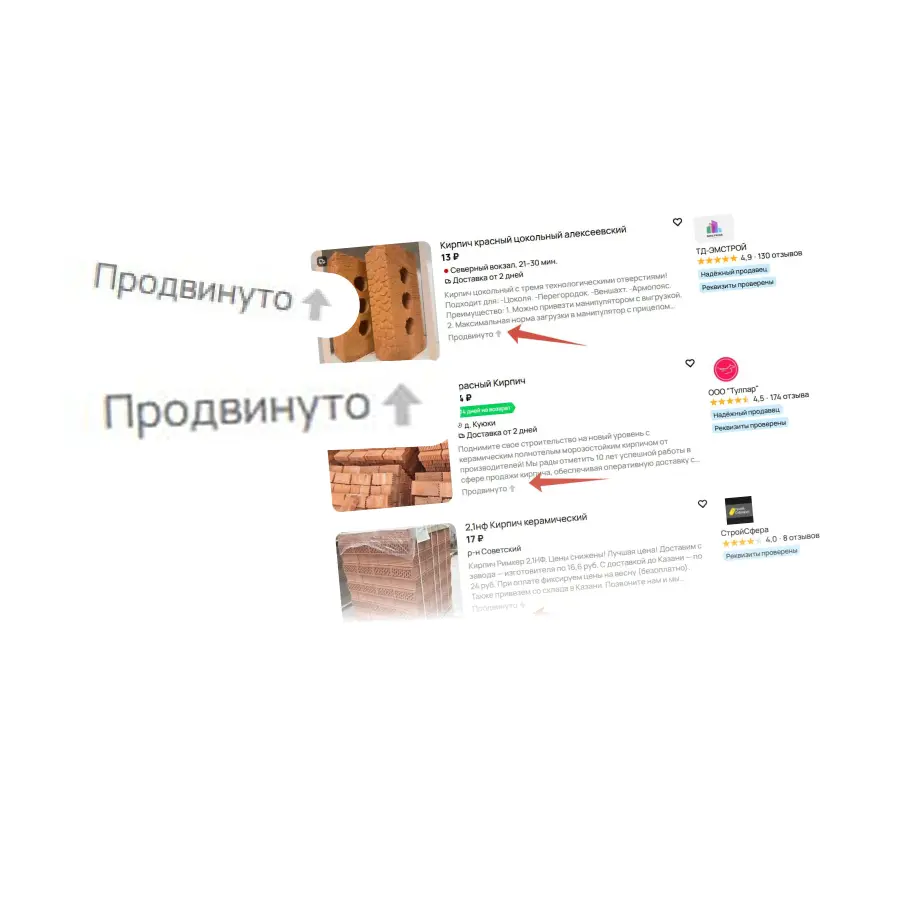 Продвинуто
Продвинуто
Кирпич красный цокольный алексеевский
13 ₽
Северный вокзал, 21–30 мин.
Доставка от 2 дней
Кирпич цокольный с тремя технологическими отверстиями!
Подходит для: -Цоколя. -Перегородок. -Веншахт. -Армопояс.
Преимущество: 1. Можно привезти манипулятором с выгрузкой.
2. Максимальная норма загрузки в манипулятор с прицепом...
Продвинуто
ТД-ЭМСТРОЙ
4,9 · 130 отзывов
Надёжный продавец
Реквизиты проверены
расный Кирпич
4 ₽
14 дней на возврат
д. Куюки
Доставка от 2 дней
Поднимите свое строительство на новый уровень с
керамическим полнотелым морозостойким кирпичом от
производителей! Мы рады отметить 10 лет успешной работы в
сфере продажи кирпича, обеспечивая оперативную доставку с...
Продвинуто
ООО "Тулпар"
4,5 · 174 отзыва
Надёжный продавец
Реквизиты проверены
2,1нф Кирпич керамический
17 ₽
р-н Советский
Кирпич Римкер 2,1НФ. Цены снижены! Лучшая цена! Доставим с
завода — изготовителя по 16,6 руб. С доставкой до Казани — по
24 руб. При оплате фиксируем цены на весну (бесплатно).
Также привезем со склада в Казани. Позвоните нам и мы...
Продвинуто
СтройСфера
4,0 · 8 отзывов
Реквизиты проверены